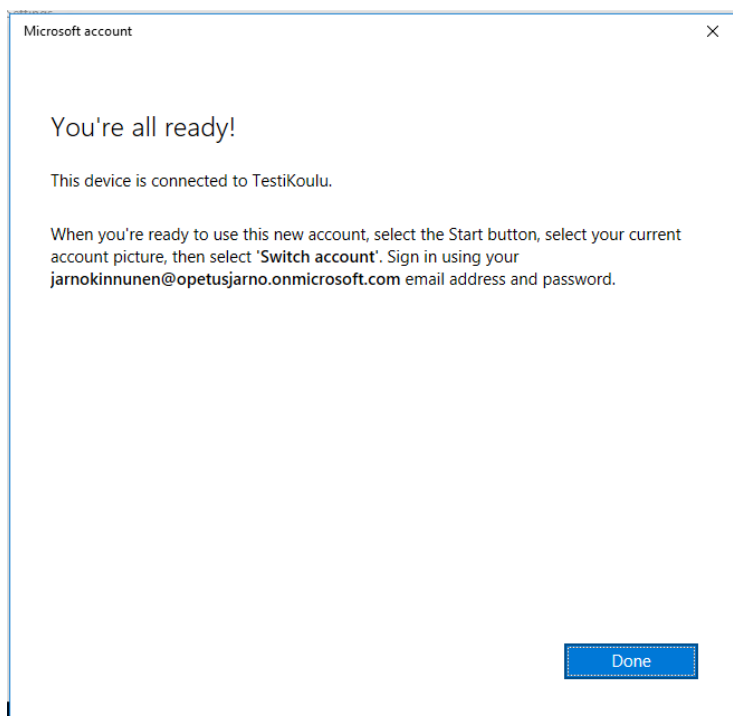 Microsoft account
You're all ready!
This device is connected to TestiKoulu.
When you're ready to use this new account, select the Start button, select your current
account picture, then select 'Switch account'. Sign in using your
jarnokinnunen@opetusjarno.onmicrosoft.com email address and password.
Done